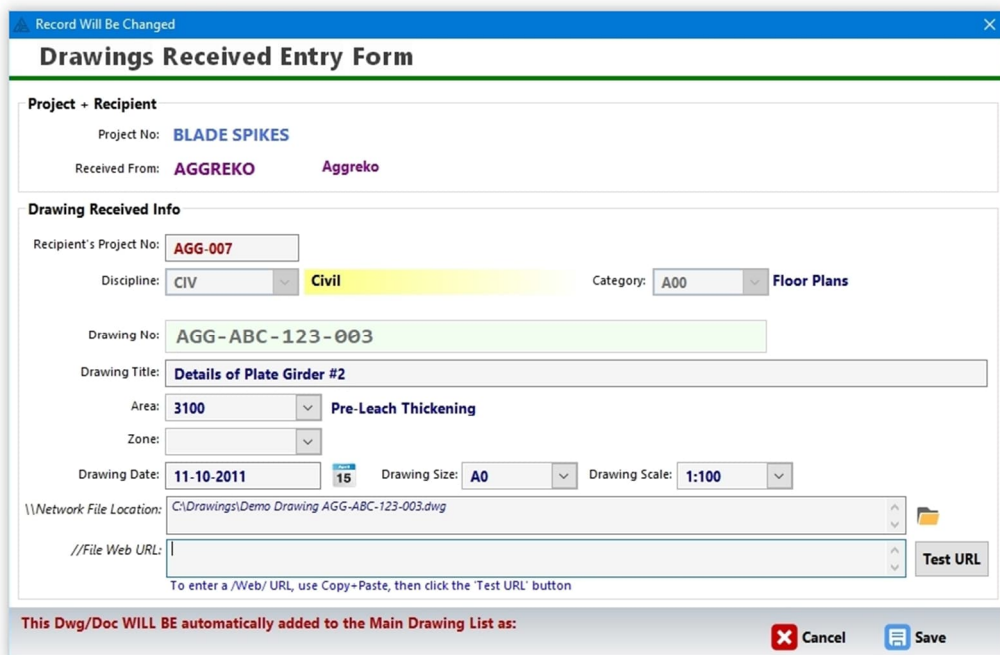 Record Will Be Changed
Drawings Received Entry Form
Project + Recipient
Project No: BLADE SPIKES
Received From: AGGREKO Aggreko
Drawing Received Info
Recipient's Project No: AGG-007
Discipline: CIV Civil Category: A00 Floor Plans
Drawing No: AGG-ABC-123-003
Drawing Title: Details of Plate Girder #2
Area: 3100 Pre-Leach Thickening
Zone:
Drawing Date: 11-10-2011 15 Drawing Size: A0 Drawing Scale: 1:100
\\Network File Location: C:\Drawings\Demo Drawing AGG-ABC-123-003.dwg
//File Web URL: Test URL
To enter a /Web/ URL, use Copy+Paste, then click the 'Test URL' button
This Dwg/Doc WILL BE automatically added to the Main Drawing List as:
Cancel Save